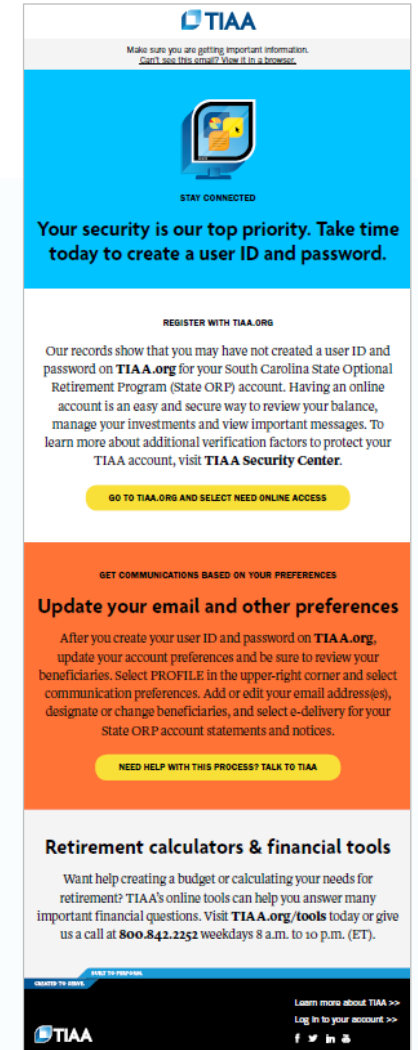 TIAA
Make sure you are getting important information.
Can't see this email? View it in a browser.
STAY CONNECTED
Your security is our top priority. Take time
today to create a user ID and password.
REGISTER WITH TIAA.ORG
Our records show that you may have not created a user ID and
password on TIAA.org for your South Carolina State Optional
Retirement Program (State ORP) account. Having an online
account is an easy and secure way to review your balance,
manage your investments and view important messages. To
learn more about additional verification factors to protect your
TIAA account, visit TIAA Security Center.
GO TO TIAA.ORG AND SELECT NEED ONLINE ACCESS
GET COMMUNICATIONS BASED ON YOUR PREFERENCES
Update your email and other preferences
After you create your user ID and password on TIAA.org,
update your account preferences and be sure to review your
beneficiaries. Select PROFILE in the upper-right corner and select
communication preferences. Add or edit your email address(es),
designate or change beneficiaries, and select e-delivery for your
State ORP account statements and notices.
NEED HELP WITH THIS PROCESS? TALK TO TIAA
Retirement calculators & financial tools
Want help creating a budget or calculating your needs for
retirement? TIAA's online tools can help you answer many
important financial questions. Visit TIAA.org/tools today or give
us a call at 800.842.2252 weekdays 8 a.m. to 10 p.m. (ET).
BUILT TO PERFORM.
CREATED TO SERVE.
Learn more about TIAA >>
Log in to your account >>
TIAA